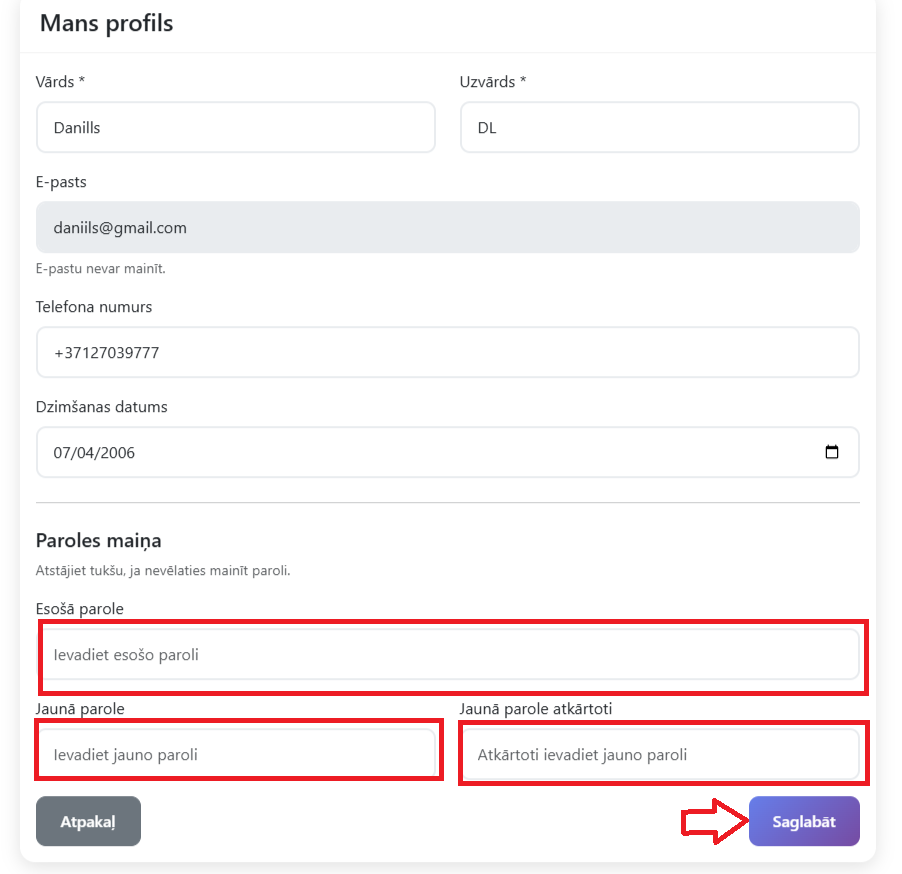 Mans profils
Vārds * Uzvārds *
Danills DL
E-pasts
daniils@gmail.com
E-pastu nevar mainīt.
Telefona numurs
+37127039777
Dzimšanas datums
07/04/2006
Paroles maiņa
Atstājiet tukšu, ja nevēlaties mainīt paroli.
Esošā parole
Ievadiet esošo paroli
Jaunā parole Jaunā parole atkārtoti
Ievadiet jauno paroli Atkārtoti ievadiet jauno paroli
Atpakaļ Saglabāt